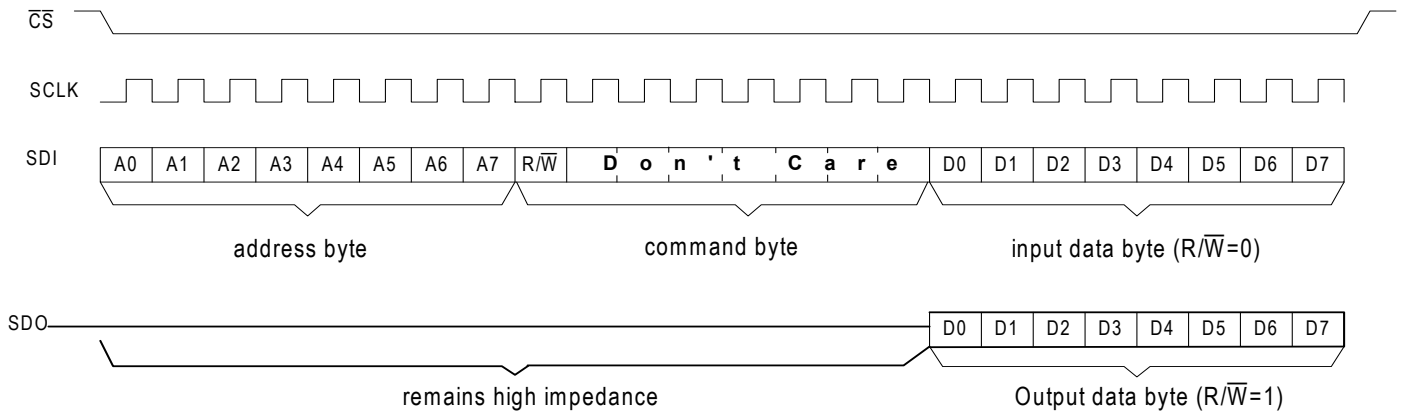 C̅S̅
SCLK
SDI A0 A1 A2 A3 A4 A5 A6 A7 R/W̅ Don't Care D0 D1 D2 D3 D4 D5 D6 D7
address byte command byte input data byte (R/W̅=0)
SDO D0 D1 D2 D3 D4 D5 D6 D7
remains high impedance Output data byte (R/W̅=1)